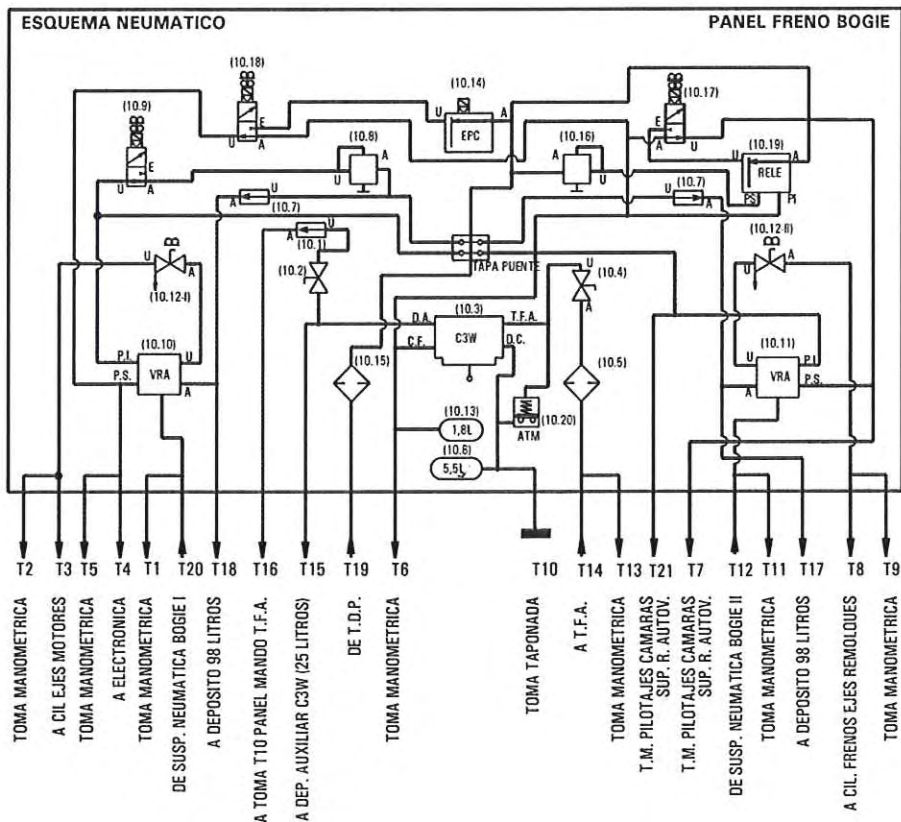 ESQUEMA NEUMATICO PANEL FRENO BOGIE
(10.18)
(10.14)
(10.17)
(10.9)
E
U
A
U
A
EPC
E
U
A
(10.8)
(10.16)
(10.19)
E
U
A
A
A
U
A
RELE
PS
PI
U
A
(10.7)
U
(10.7)
A
U
A
(10.1)
TAPA PUENTE
(10.2)
U
(10.12-I)
A
(10.12-II)
U
A
U
(10.4)
A
(10.3)
D.A.
T.F.A.
C3W
C.F.
D.C.
(10.10)
P.I.
U
VRA
P.S.
A
(10.15)
(10.5)
(10.11)
U
P.I.
VRA
A
P.S.
(10.13)
1,8L
(10.20)
ATM
(10.6)
5,5L
T2 T3 T5 T4 T1 T20 T18 T16 T15 T19 T6 T10 T14 T13 T21 T7 T12 T11 T17 T8 T9
TOMA MANOMETRICA
A CIL EJES MOTORES
TOMA MANOMETRICA
A ELECTRONICA
TOMA MANOMETRICA
DE SUSP. NEUMATICA BOGIE I
A DEPOSITO 98 LITROS
A TOMA T10 PANEL MANDO T.F.A.
A DEP. AUXILIAR C3W (25 LITROS)
DE T.D.P.
TOMA MANOMETRICA
TOMA TAPONADA
A T.F.A.
TOMA MANOMETRICA
T.M. PILOTAJES CAMARAS
SUP. R. AUTOV.
T.M. PILOTAJES CAMARAS
SUP. R. AUTOV.
DE SUSP. NEUMATICA BOGIE II
TOMA MANOMETRICA
A DEPOSITO 98 LITROS
A CIL. FRENOS EJES REMOLQUES
TOMA MANOMETRICA